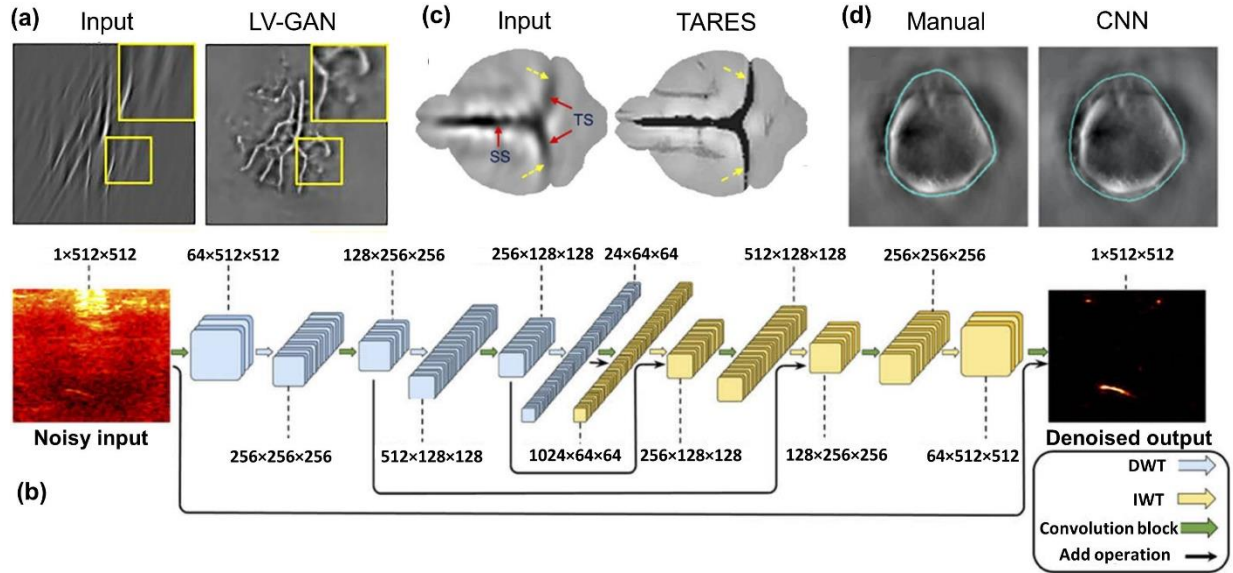 (a) Input LV-GAN (c) Input TARES (d) Manual CNN
TS
SS
1×512×512 64×512×512 128×256×256 256×128×128 24×64×64 512×128×128 256×256×256 1×512×512
Noisy input Denoised output
256×256×256 512×128×128 1024×64×64 256×128×128 128×256×256 64×512×512
(b)
DWT
IWT
Convolution block
Add operation